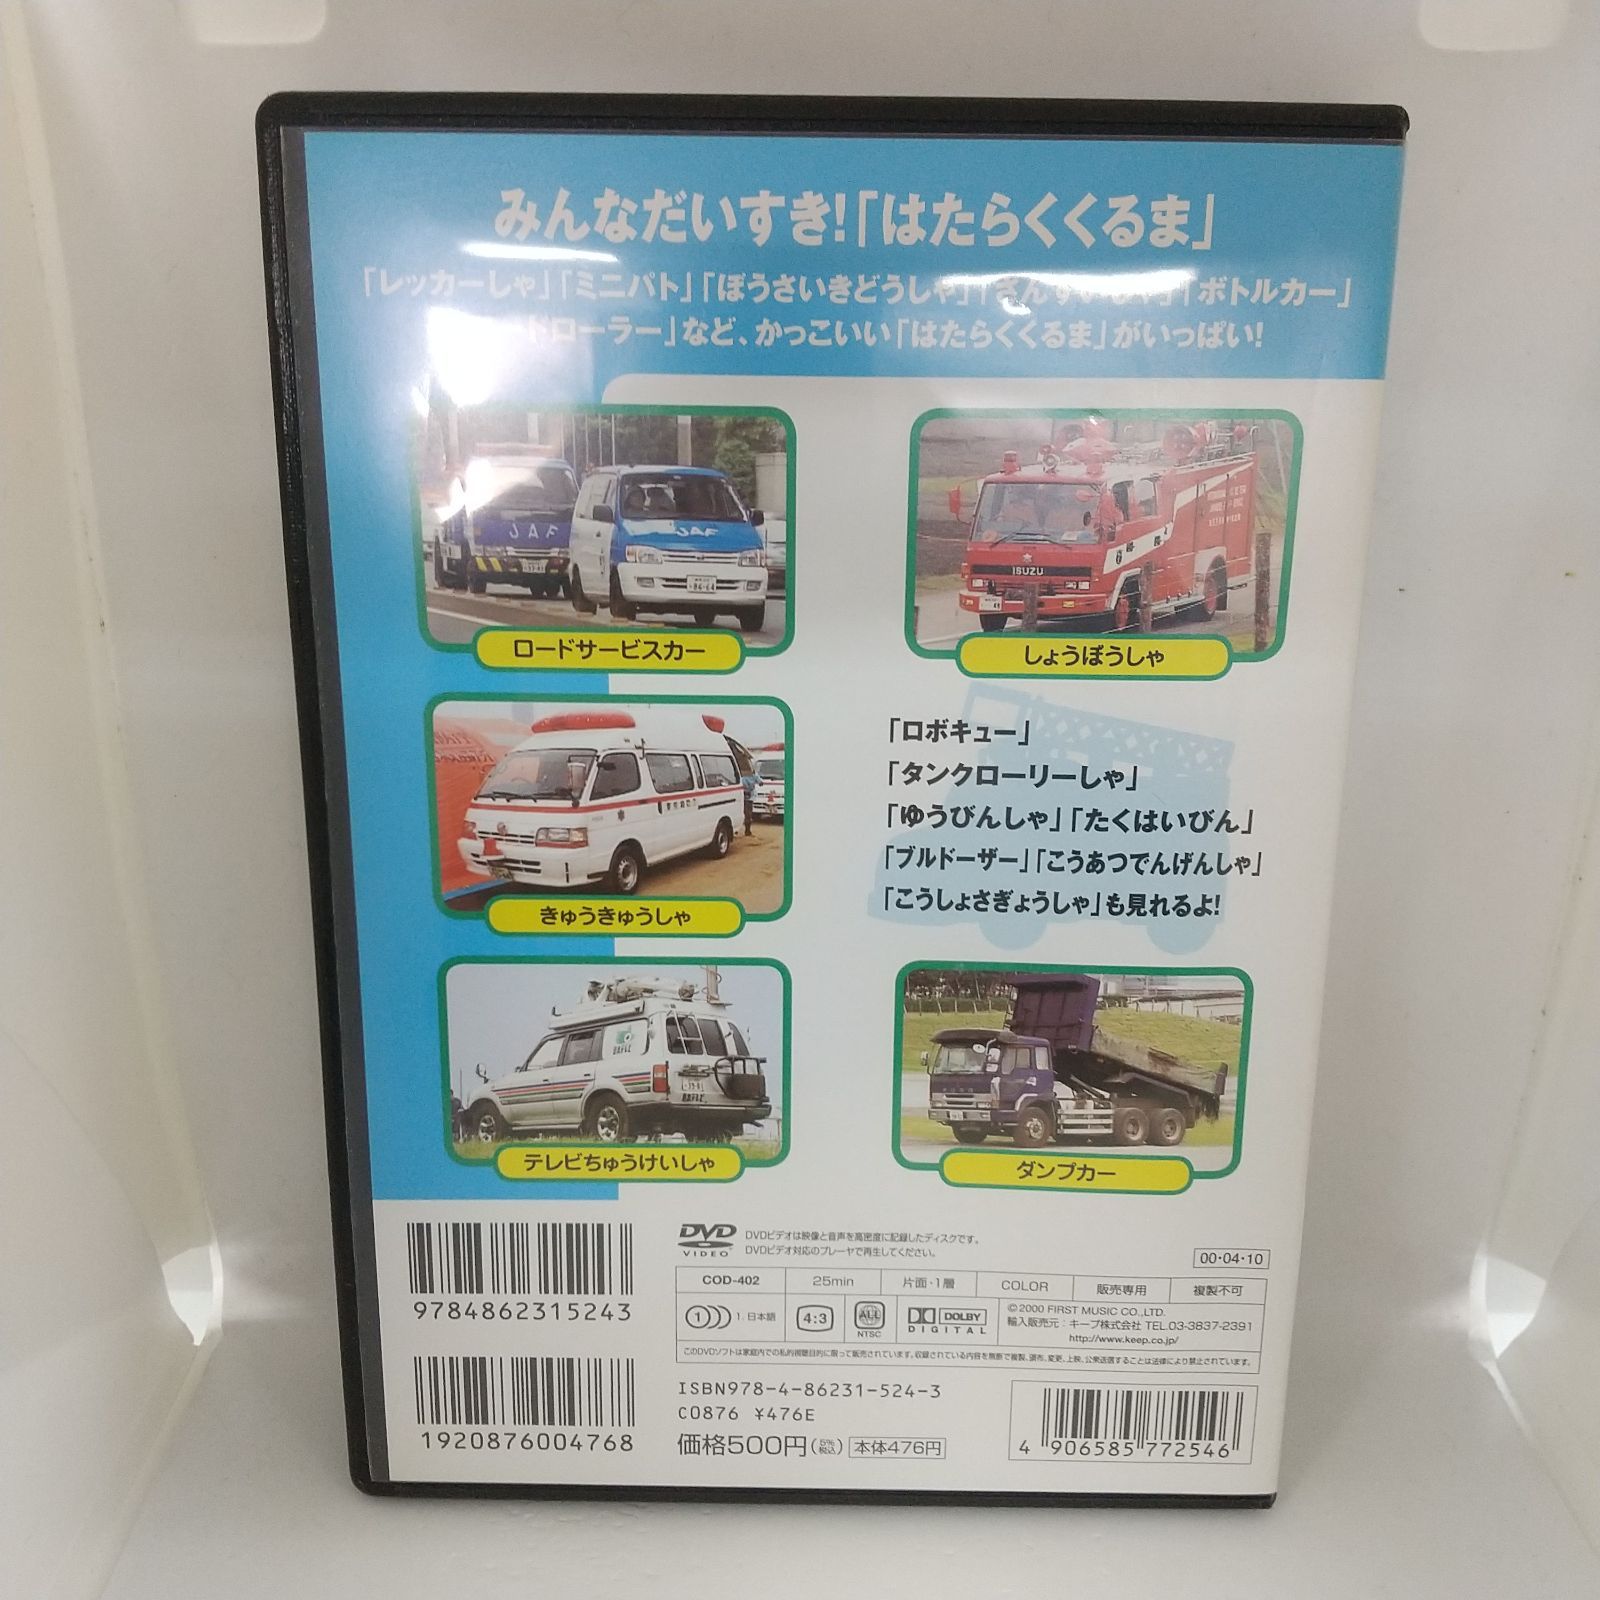 みんなだいすき!「はたらくくるま」
「レッカーしゃ」「ミニパト」「ぼうさいきどうしゃ」「さんすいしゃ」「ボトルカー」
ドローラー」など、かっこいい「はたらくくるま」がいっぱい!
JAF
JAF
ISUZU
ロードサービスカー
しょうぼうしゃ
「ロボキュー」
「タンクローリーしゃ」
「ゆうびんしゃ」「たくはいびん」
「ブルドーザー」「こうあつでんげんしゃ」
「こうしょさぎょうしゃ」も見れるよ!
きゅうきゅうしゃ
テレビちゅうけいしゃ
ダンプカー
9784862315243
1920876004768
DVD VIDEO
DVDビデオは映像と音声を高密度に記録したディスクです。
DVDビデオ対応のプレーヤで再生してください。
00・04・10
COD-402 25min 片面・1層 COLOR 販売専用 複製不可
1 1. 日本語 4:3 ALL NTSC DOLBY DIGITAL
©2000 FIRST MUSIC CO.,LTD.
輸入販売元:キープ株式会社 TEL.03-3837-2391
http://www.keep.co.jp/
このDVDソフトは家庭内での私的視聴目的に限って販売されています。収録されている内容を無断で複製、頒布、変更、上映、公衆送信することは法律により禁止されています。
ISBN978-4-86231-524-3
C0876 ¥476E
価格500円(5%税込) 本体476円
4 906585 772546